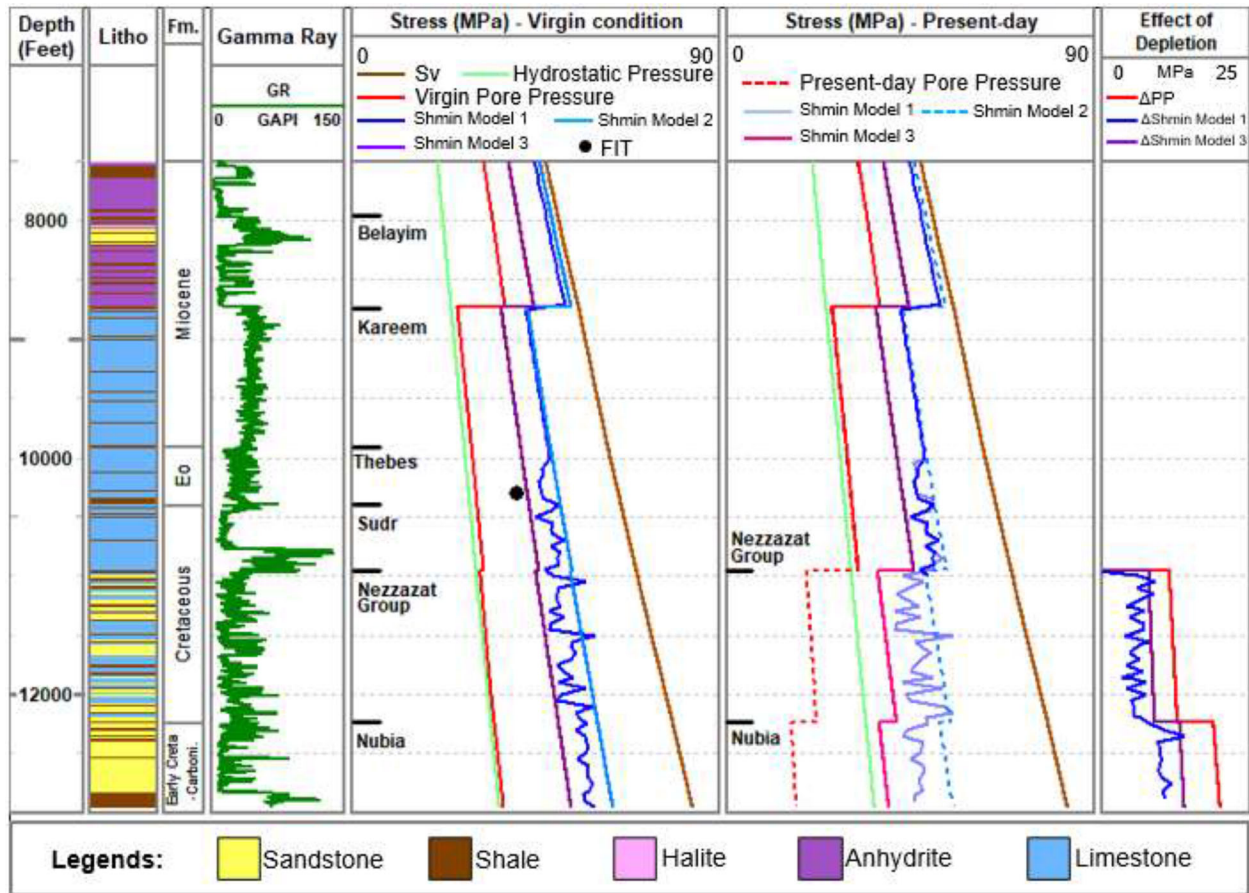 Depth
(Feet)
Litho
Fm.
Gamma Ray
GR
0 GAPI 150
Stress (MPa) - Virgin condition
0 90
Sv Hydrostatic Pressure
Virgin Pore Pressure
Shmin Model 1 Shmin Model 2
Shmin Model 3 FIT
Stress (MPa) - Present-day
0 90
Present-day Pore Pressure
Shmin Model 1 Shmin Model 2
Shmin Model 3
Effect of
Depletion
0 MPa 25
ΔPP
ΔShmin Model 1
ΔShmin Model 3
8000
10000
12000
Miocene
Eo
Cretaceous
Early Creta
- Carboni.
Belayim
Kareem
Thebes
Sudr
Nezzazat
Group
Nubia
Nezzazat
Group
Nubia
Legends: Sandstone Shale Halite Anhydrite Limestone